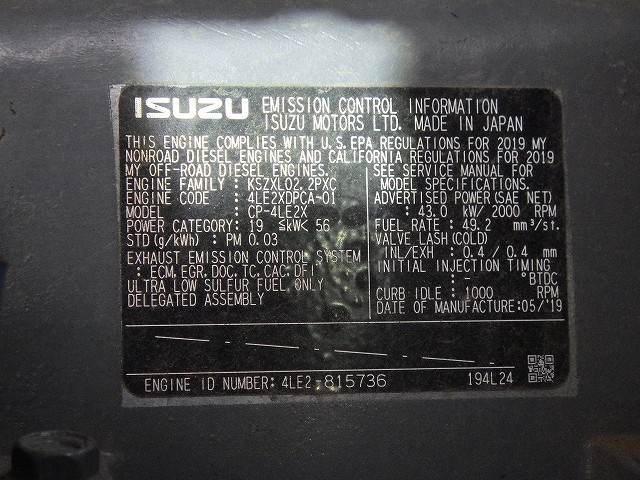 ISUZU EMISSION CONTROL INFORMATION
ISUZU MOTORS LTD. MADE IN JAPAN
THIS ENGINE COMPLIES WITH U.S.EPA REGULATIONS FOR 2019 MY
NONROAD DIESEL ENGINES AND CALIFORNIA REGULATIONS FOR 2019
MY OFF-ROAD DIESEL ENGINES.
ENGINE FAMILY : KSZXL02.2PXC
ENGINE CODE : 4LE2XDPCA-01
MODEL : CP-4LE2X
POWER CATEGORY: 19 ≦kW< 56
STD (g/kWh) : PM 0.03
EXHAUST EMISSION CONTROL SYSTEM
: ECM, EGR, DOC, TC, CAC, DFI
ULTRA LOW SULFUR FUEL ONLY
DELEGATED ASSEMBLY
SEE SERVICE MANUAL FOR
MODEL SPECIFICATIONS.
ADVERTISED POWER(SAE NET)
: 43.0 kW/ 2000 RPM
FUEL RATE: 49.2 mm³/st.
VALVE LASH(COLD)
IN./EXH : 0.4 / 0.4 mm
INITIAL INJECTION TIMING
: - °BTDC
CURB IDLE : 1000 RPM
DATE OF MANUFACTURE:05/'19
ENGINE ID NUMBER: 4LE2-815736 194L24